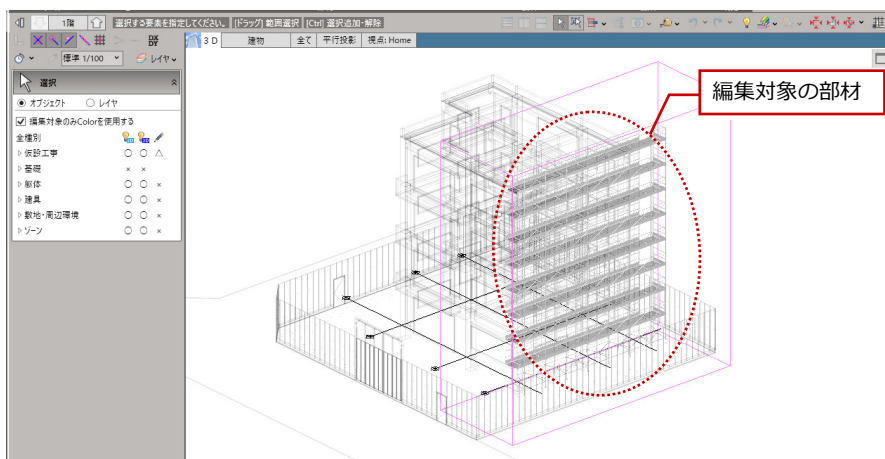 1階 選択する要素を指定してください。 [ドラッグ] 範囲選択 | [Ctrl] 選択追加・解除
標準 1/100 レイヤ
3 D 建物 全て 平行投影 視点: Home
選択
オブジェクト レイヤ
編集対象のみColorを使用する
全種別
仮設工事 ○ ○ △
基礎 × ×
躯体 ○ ○ ×
建具 ○ ○ ×
敷地・周辺環境 ○ ○ ×
ゾーン ○ ○ ×
編集対象の部材